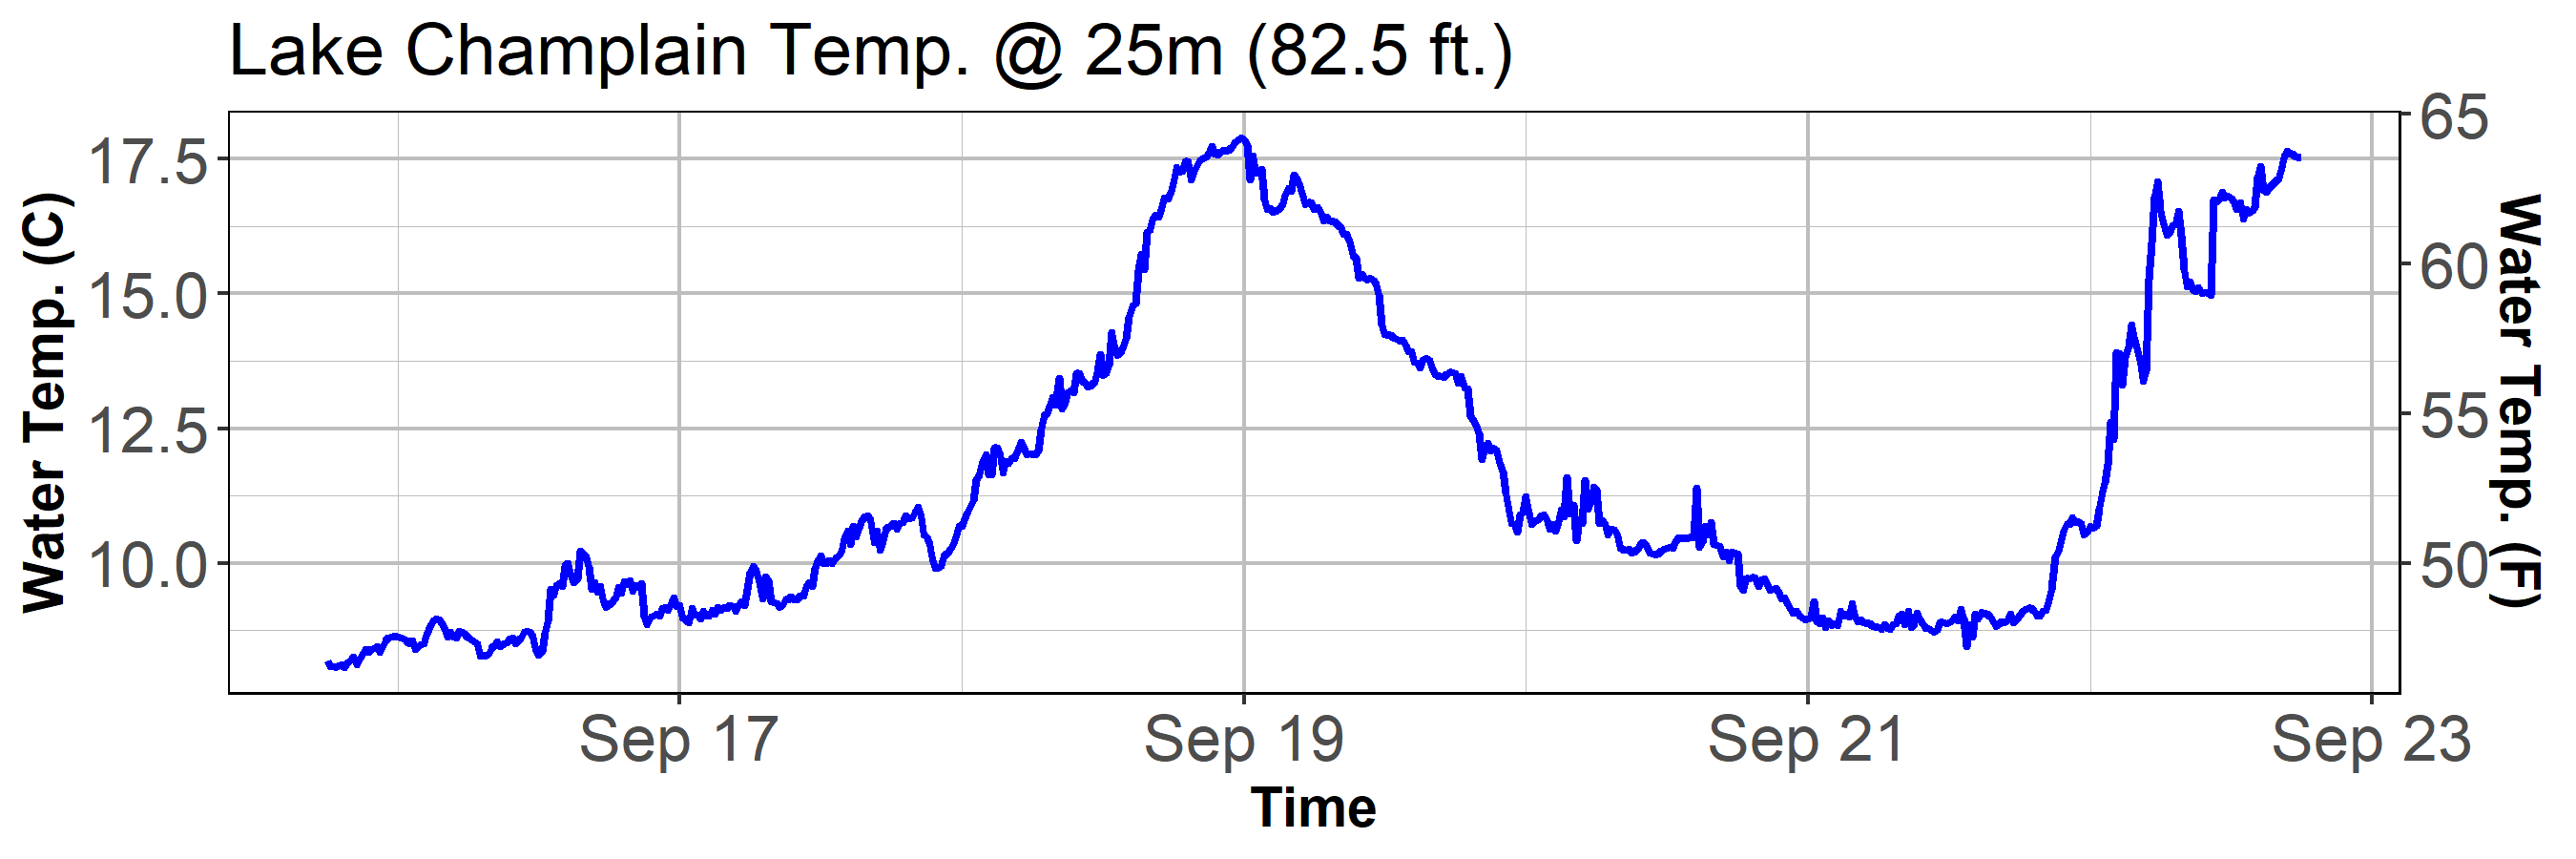 Lake Champlain Temp. @ 25m (82.5 ft.)
Water Temp. (C)
17.5
15.0
12.5
10.0
65
60
55
50
Water Temp. (F)
Sep 17
Sep 19
Sep 21
Sep 23
Time